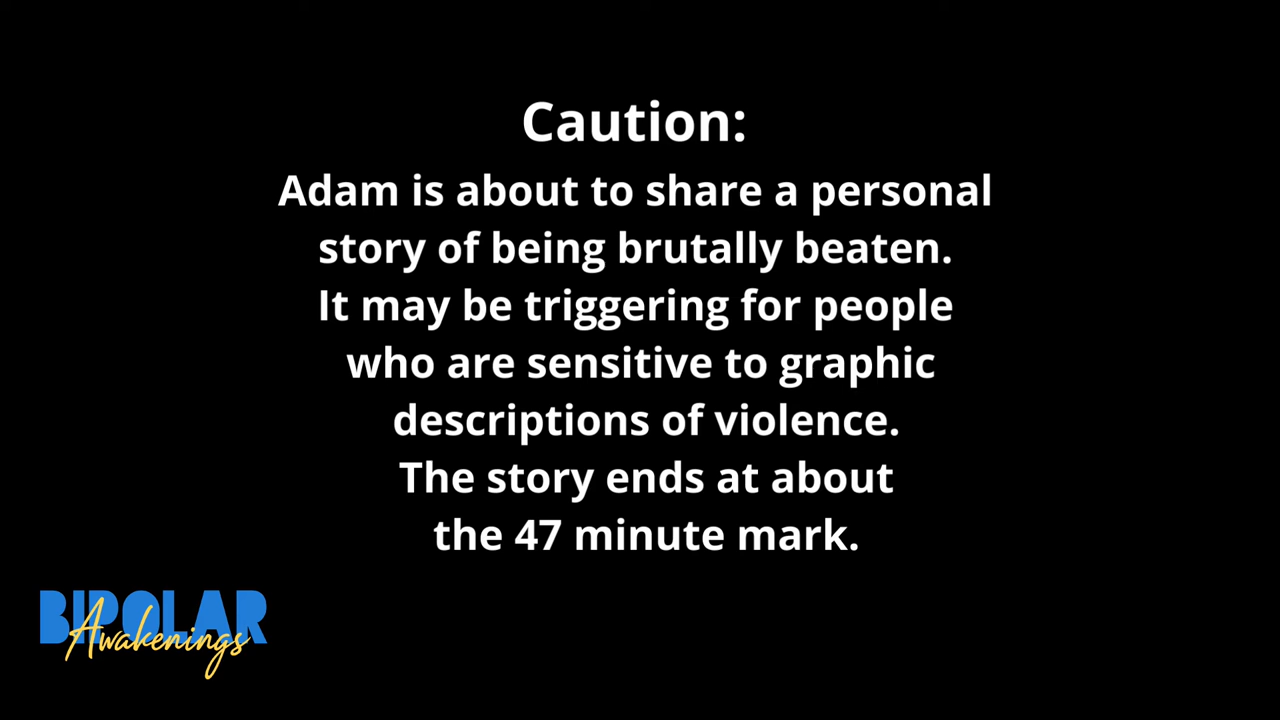 Caution:
Adam is about to share a personal
story of being brutally beaten.
It may be triggering for people
who are sensitive to graphic
descriptions of violence.
The story ends at about
the 47 minute mark.
BIPOLAR
Awakenings